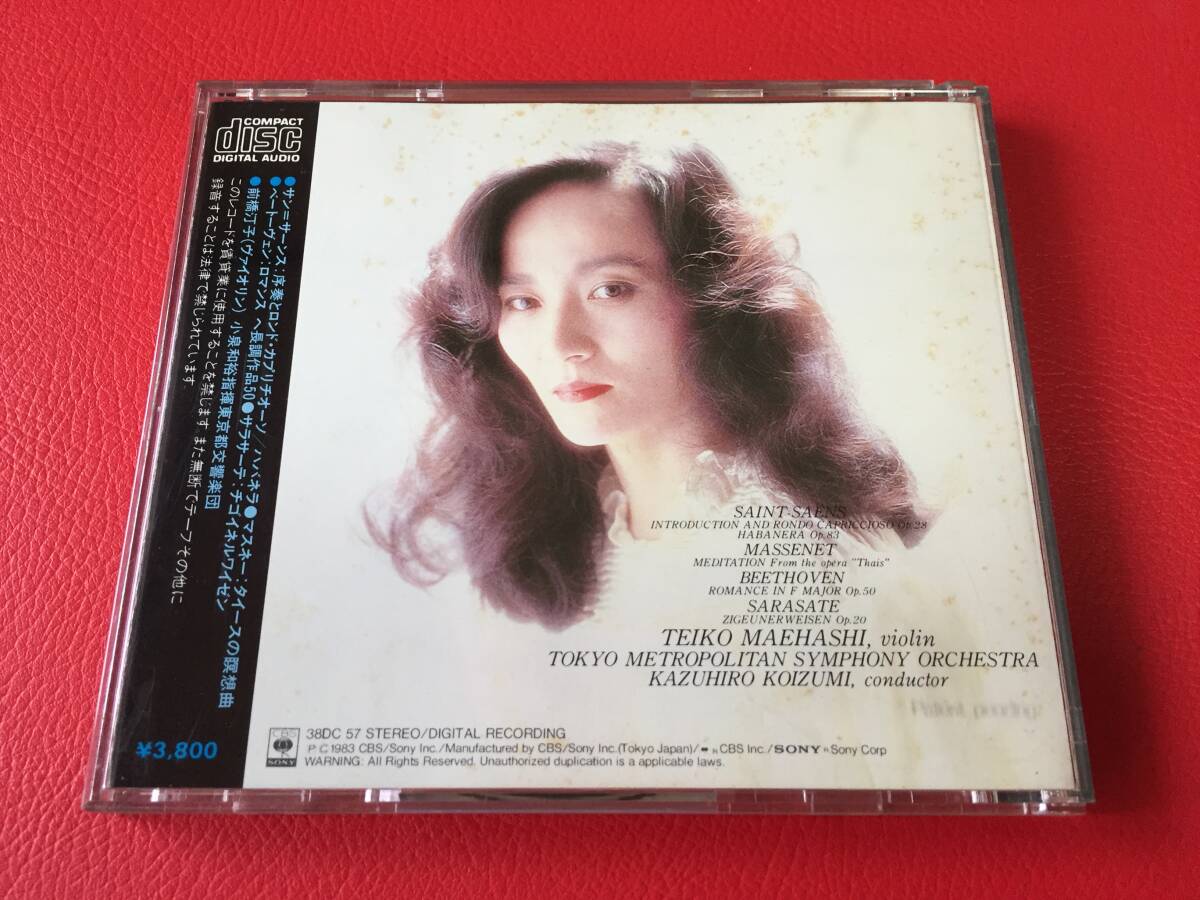 COMPACT
disc
DIGITAL AUDIO
●サン=サーンス:序奏とロンド・カプリチオーソ/ハバネラ●マスネー:タイースの瞑想曲
●ベートーヴェン:ロマンス ヘ長調作品50●サラサーテ:チゴイネルワイゼン
●前橋汀子(ヴァイオリン) 小泉和裕指揮東京都交響楽団
このレコードを賃貸業に使用することを禁じます。また無断でテープその他に
録音することは法律で禁じられています。
¥3,800
SAINT-SAËNS
INTRODUCTION AND RONDO CAPRICCIOSO Op.28
HABANERA Op.83
MASSENET
MEDITATION From the opera "Thais"
BEETHOVEN
ROMANCE IN F MAJOR Op.50
SARASATE
ZIGEUNERWEISEN Op.20
TEIKO MAEHASHI, violin
TOKYO METROPOLITAN SYMPHONY ORCHESTRA
KAZUHIRO KOIZUMI, conductor
Patent pending
CBS
SONY
38DC 57 STEREO/DIGITAL RECORDING
P.C.1983 CBS/Sony Inc./Manufactured by CBS/Sony Inc.(Tokyo Japan)/ CBS Inc./SONY ® Sony Corp
WARNING: All Rights Reserved. Unauthorized duplication is a applicable laws.